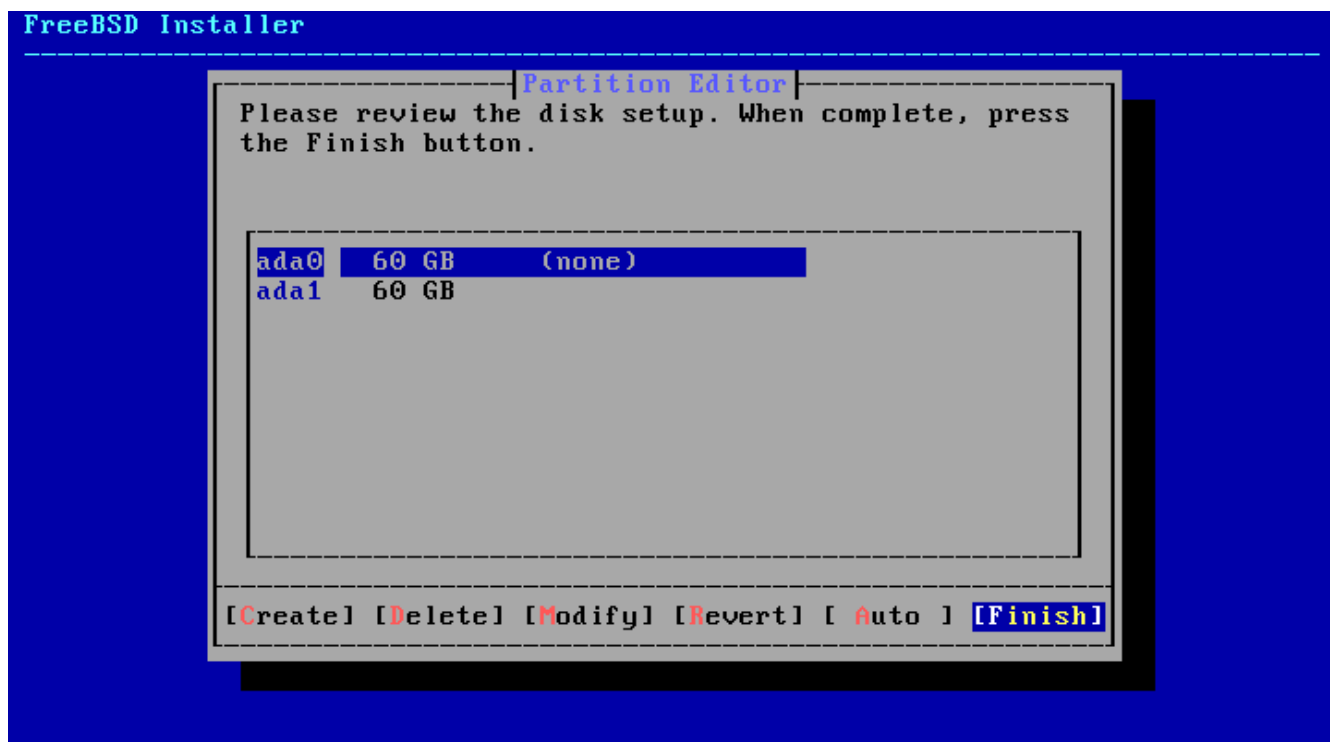 FreeBSD Installer
Partition Editor
Please review the disk setup. When complete, press
the Finish button.
ada0 60 GB (none)
ada1 60 GB
[Create] [Delete] [Modify] [Revert] [ Auto ] [Finish]